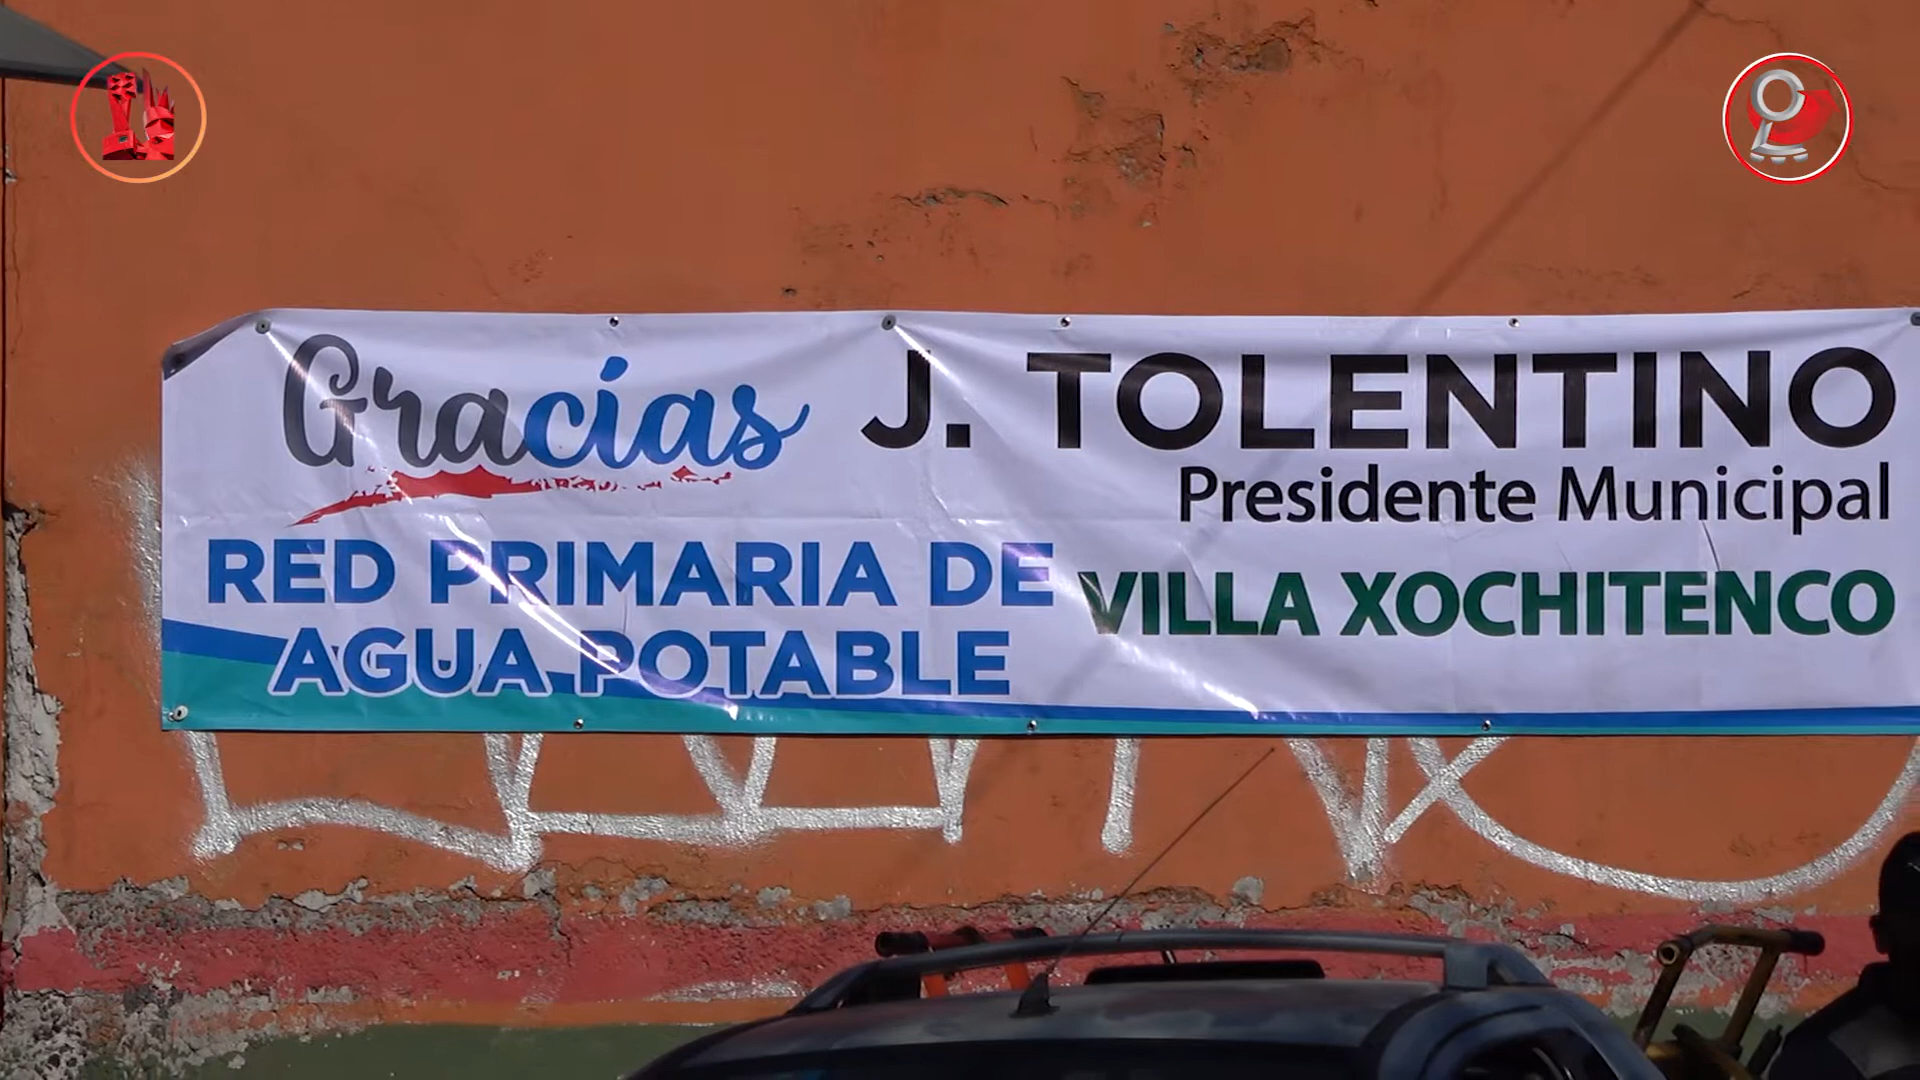 Gracias
J. TOLENTINO
Presidente Municipal
RED PRIMARIA DE
AGUA POTABLE
VILLA XOCHITENCO